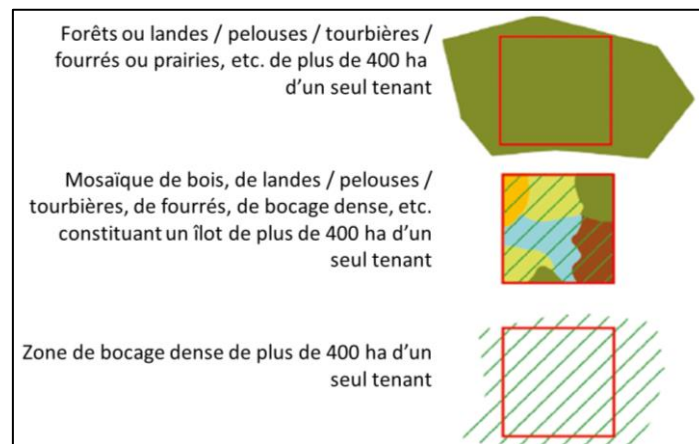 Forêts ou landes / pelouses / tourbières /
fourrés ou prairies, etc. de plus de 400 ha
d’un seul tenant
Mosaïque de bois, de landes / pelouses /
tourbières, de fourrés, de bocage dense, etc.
constituant un îlot de plus de 400 ha d’un
seul tenant
Zone de bocage dense de plus de 400 ha d’un
seul tenant